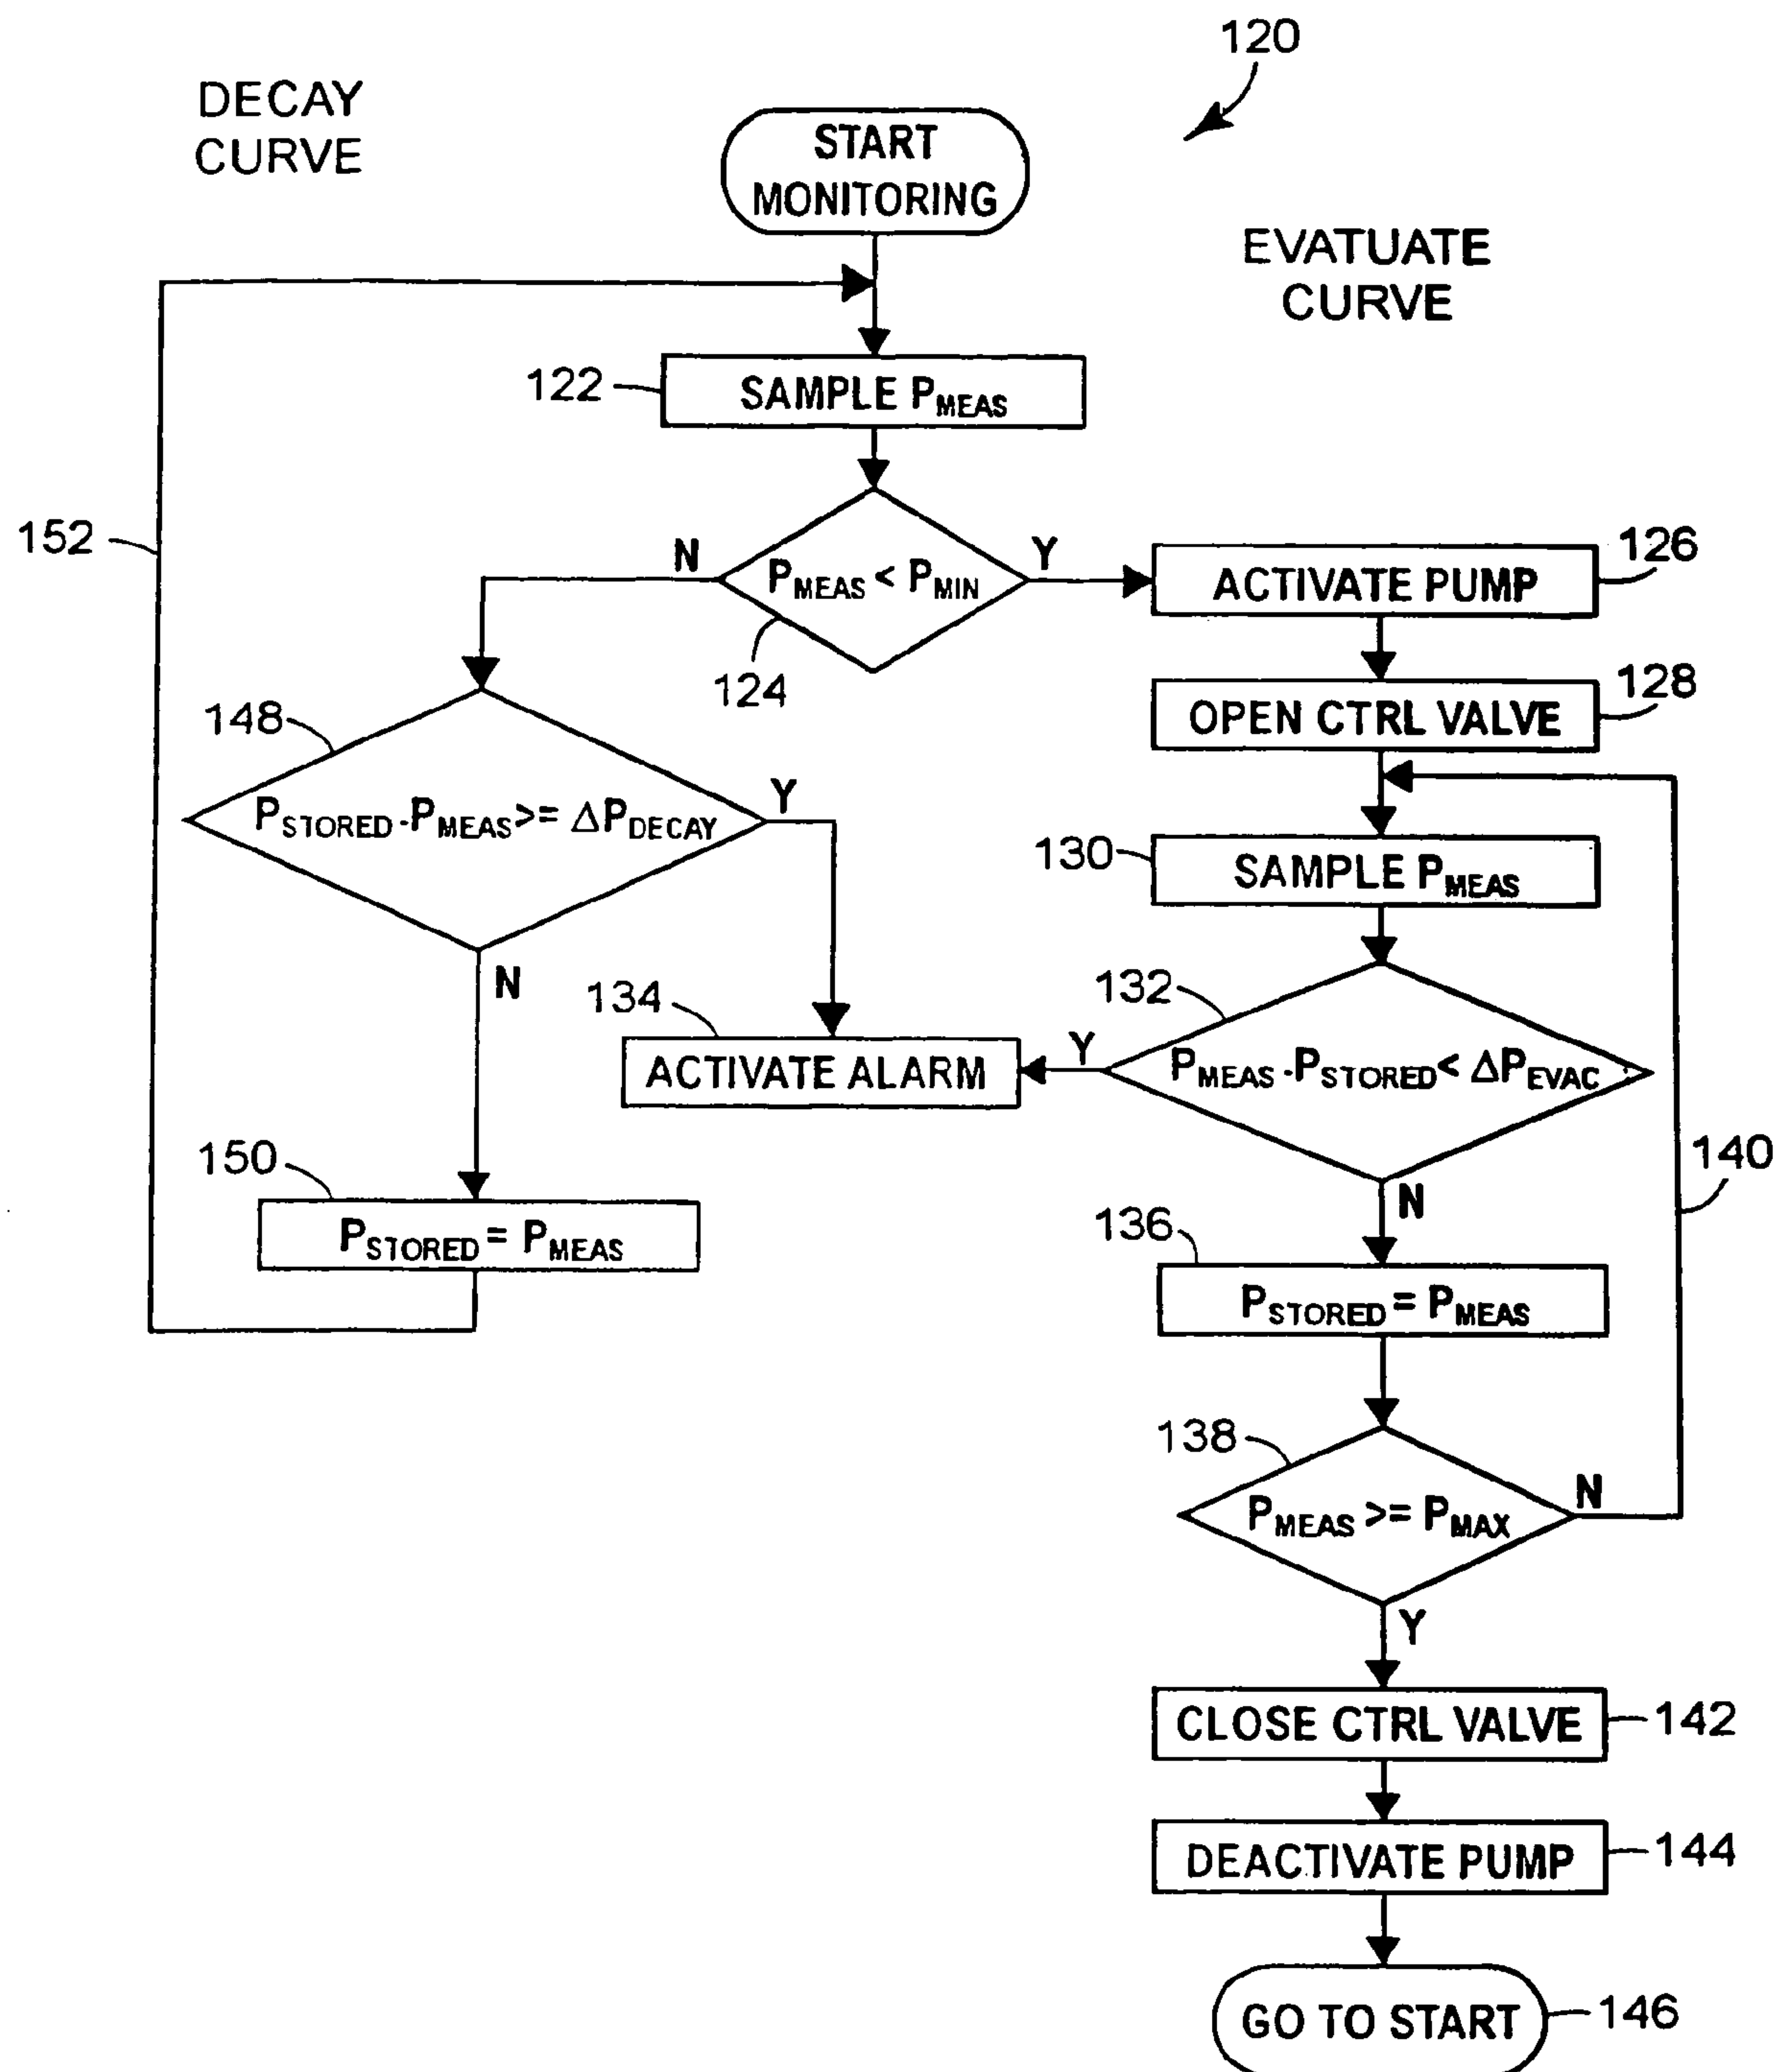 120
DECAY
CURVE
START
MONITORING
EVATUATE
CURVE
122
SAMPLE PMEAS
152
N
PMEAS < PMIN
Y
124
ACTIVATE PUMP
126
OPEN CTRL VALVE
128
148
PSTORED - PMEAS >= ΔPDECAY
Y
N
130
SAMPLE PMEAS
132
PMEAS - PSTORED < ΔPEVAC
Y
N
134
ACTIVATE ALARM
140
150
PSTORED = PMEAS
136
PSTORED = PMEAS
138
PMEAS >= PMAX
N
Y
CLOSE CTRL VALVE
142
DEACTIVATE PUMP
144
GO TO START
146